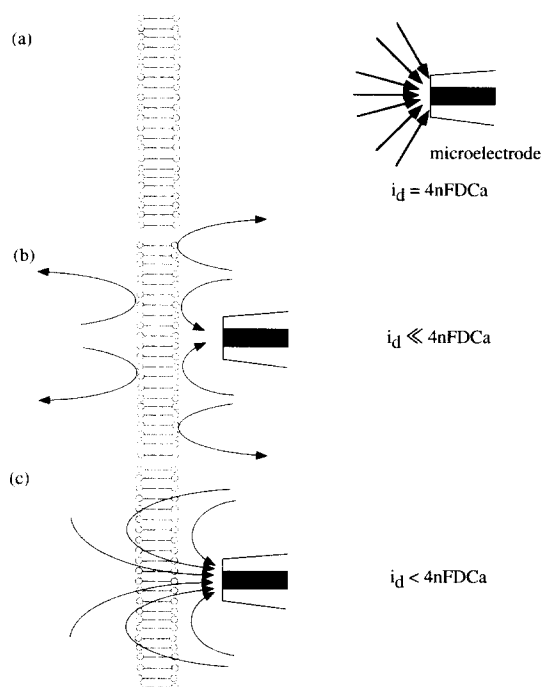 (a)
microelectrode
i_d = 4nFDCa
(b)
i_d ≪ 4nFDCa
(c)
i_d < 4nFDCa